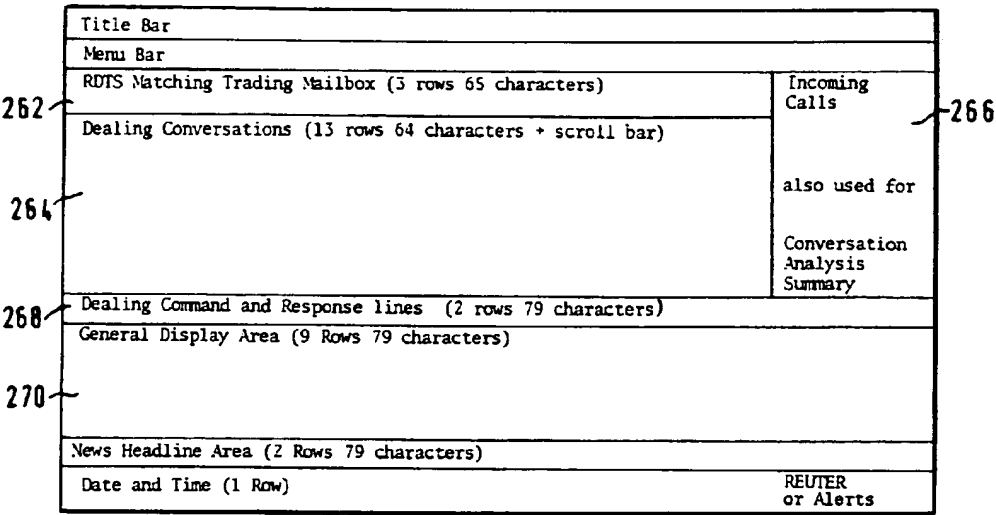 Title Bar
Menu Bar
RDTS Matching Trading Mailbox (3 rows 65 characters)
Incoming
Calls
262
266
Dealing Conversations (13 rows 64 characters + scroll bar)
also used for
264
Conversation
Analysis
Summary
268
Dealing Command and Response lines (2 rows 79 characters)
General Display Area (9 Rows 79 characters)
270
News Headline Area (2 Rows 79 characters)
Date and Time (1 Row)
REUTER
or Alerts